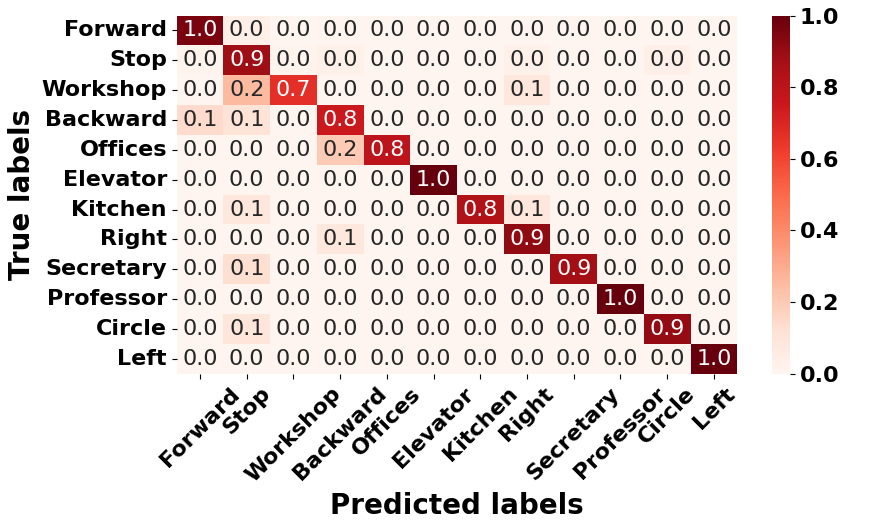 Forward 1.0 0.0 0.0 0.0 0.0 0.0 0.0 0.0 0.0 0.0 0.0 0.0
Stop 0.0 0.9 0.0 0.0 0.0 0.0 0.0 0.0 0.0 0.0 0.0 0.0
Workshop 0.0 0.2 0.7 0.0 0.0 0.0 0.0 0.1 0.0 0.0 0.0 0.0
Backward 0.1 0.1 0.0 0.8 0.0 0.0 0.0 0.0 0.0 0.0 0.0 0.0
Offices 0.0 0.0 0.0 0.2 0.8 0.0 0.0 0.0 0.0 0.0 0.0 0.0
Elevator 0.0 0.0 0.0 0.0 0.0 1.0 0.0 0.0 0.0 0.0 0.0 0.0
Kitchen 0.0 0.1 0.0 0.0 0.0 0.0 0.8 0.1 0.0 0.0 0.0 0.0
Right 0.0 0.0 0.0 0.1 0.0 0.0 0.0 0.9 0.0 0.0 0.0 0.0
Secretary 0.0 0.1 0.0 0.0 0.0 0.0 0.0 0.0 0.9 0.0 0.0 0.0
Professor 0.0 0.0 0.0 0.0 0.0 0.0 0.0 0.0 0.0 1.0 0.0 0.0
Circle 0.0 0.1 0.0 0.0 0.0 0.0 0.0 0.0 0.0 0.0 0.9 0.0
Left 0.0 0.0 0.0 0.0 0.0 0.0 0.0 0.0 0.0 0.0 0.0 1.0
True labels
Forward Stop Workshop Backward Offices Elevator Kitchen Right Secretary Professor Circle Left
Predicted labels
1.0
0.8
0.6
0.4
0.2
0.0